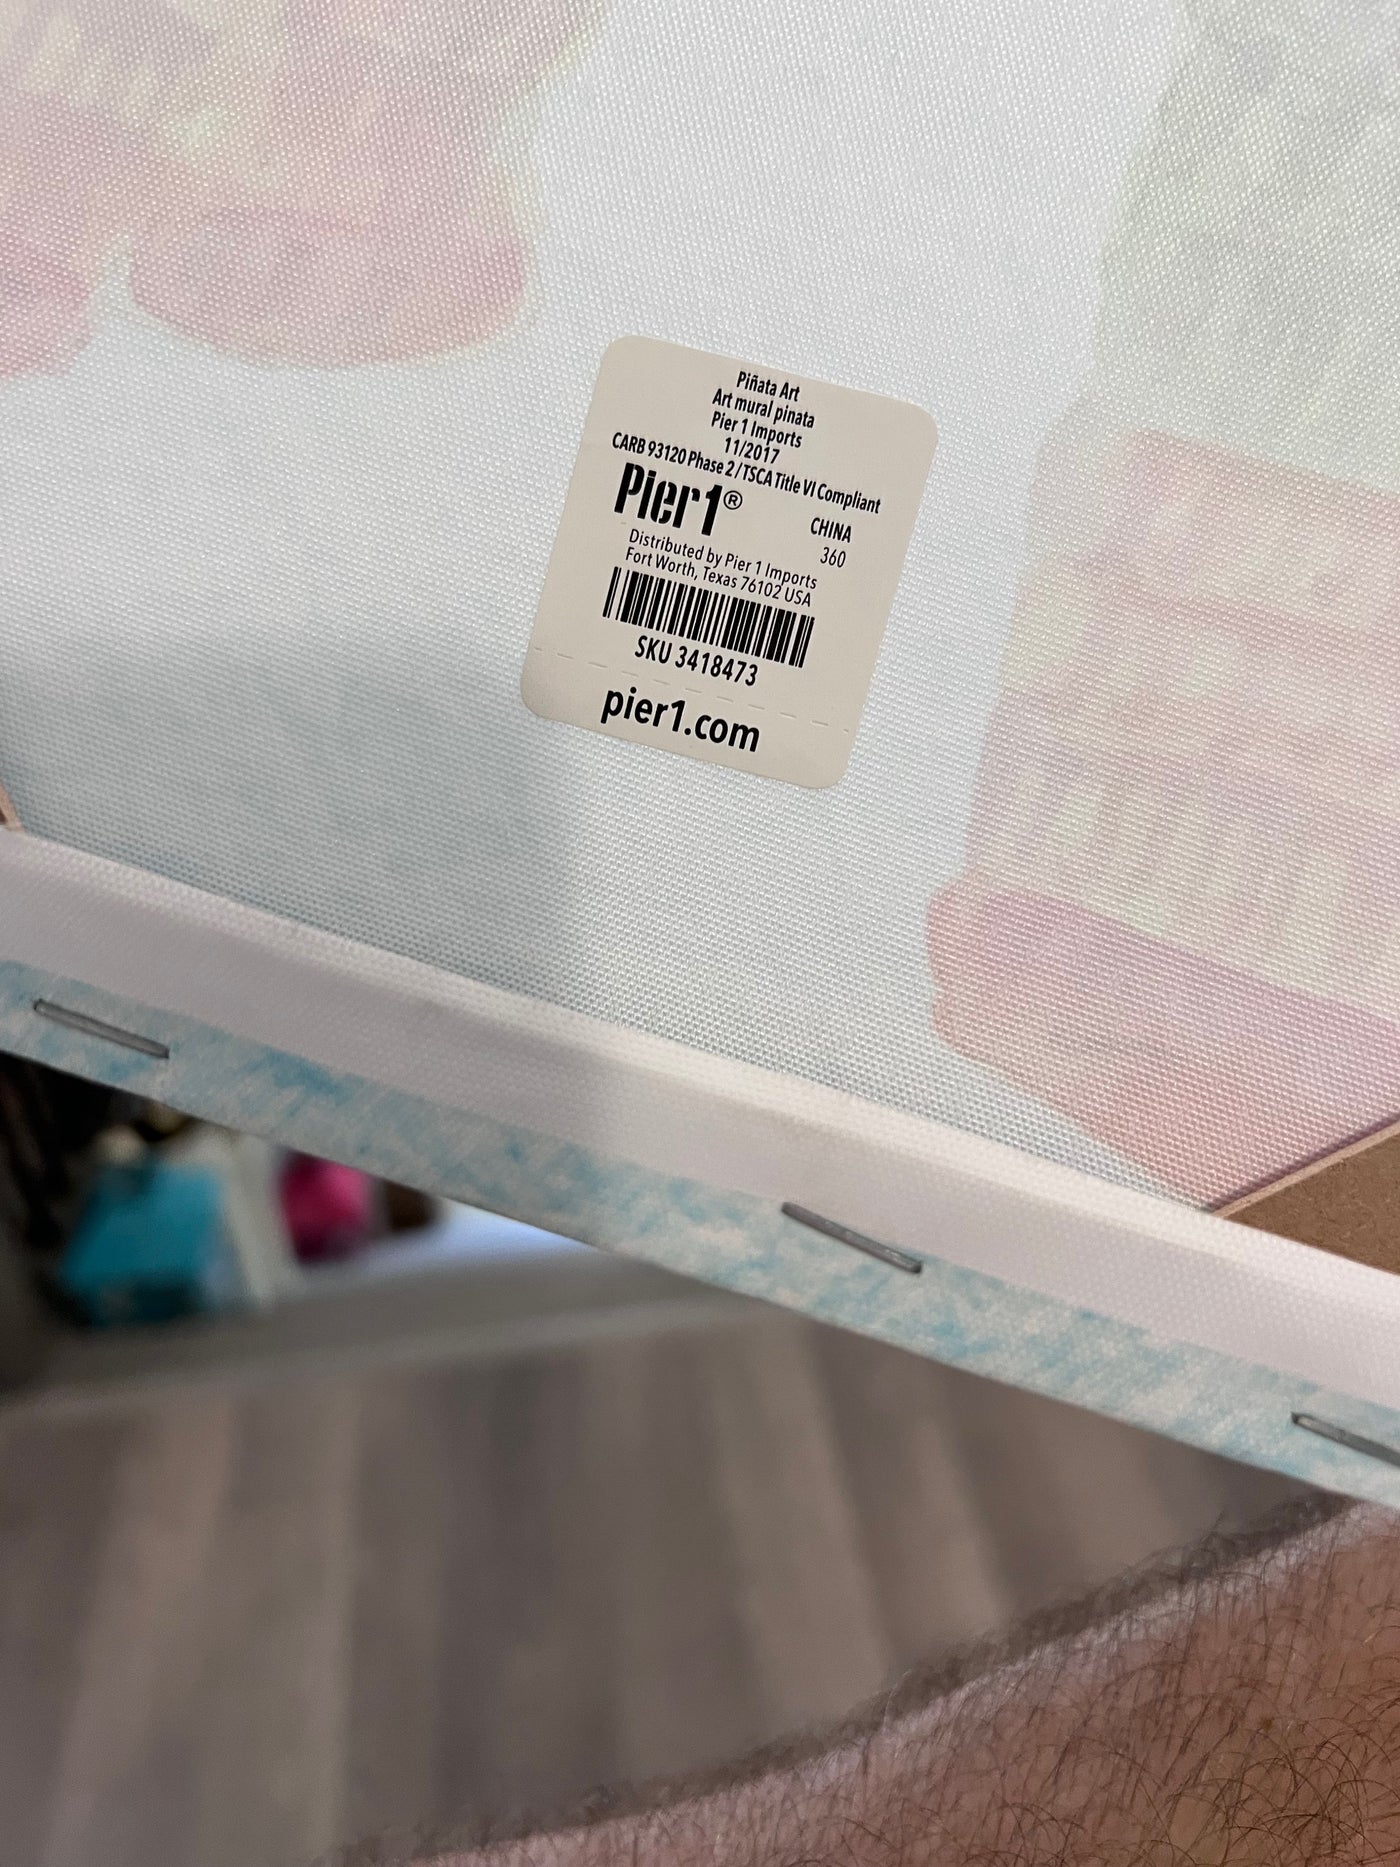 Piñata Art
Art mural pinata
Pier 1 Imports
11/2017
CARB 93120 Phase 2 / TSCA Title VI Compliant
Pier1®
CHINA
360
Distributed by Pier 1 Imports
Fort Worth, Texas 76102 USA
SKU 3418473
pier1.com